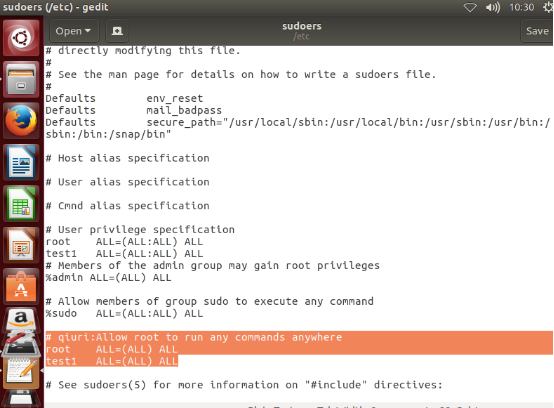 sudoers (/etc) - gedit
10:30
Open
sudoers
/etc
Save
# directly modifying this file.
#
# See the man page for details on how to write a sudoers file.
#
Defaults env_reset
Defaults mail_badpass
Defaults secure_path="/usr/local/sbin:/usr/local/bin:/usr/sbin:/usr/bin:/
sbin:/bin:/snap/bin"
# Host alias specification
# User alias specification
# Cmnd alias specification
# User privilege specification
root ALL=(ALL:ALL) ALL
test1 ALL=(ALL:ALL) ALL
# Members of the admin group may gain root privileges
%admin ALL=(ALL) ALL
# Allow members of group sudo to execute any command
%sudo ALL=(ALL:ALL) ALL
# qiuri:Allow root to run any commands anywhere
root ALL=(ALL) ALL
test1 ALL=(ALL) ALL
# See sudoers(5) for more information on "#include" directives: